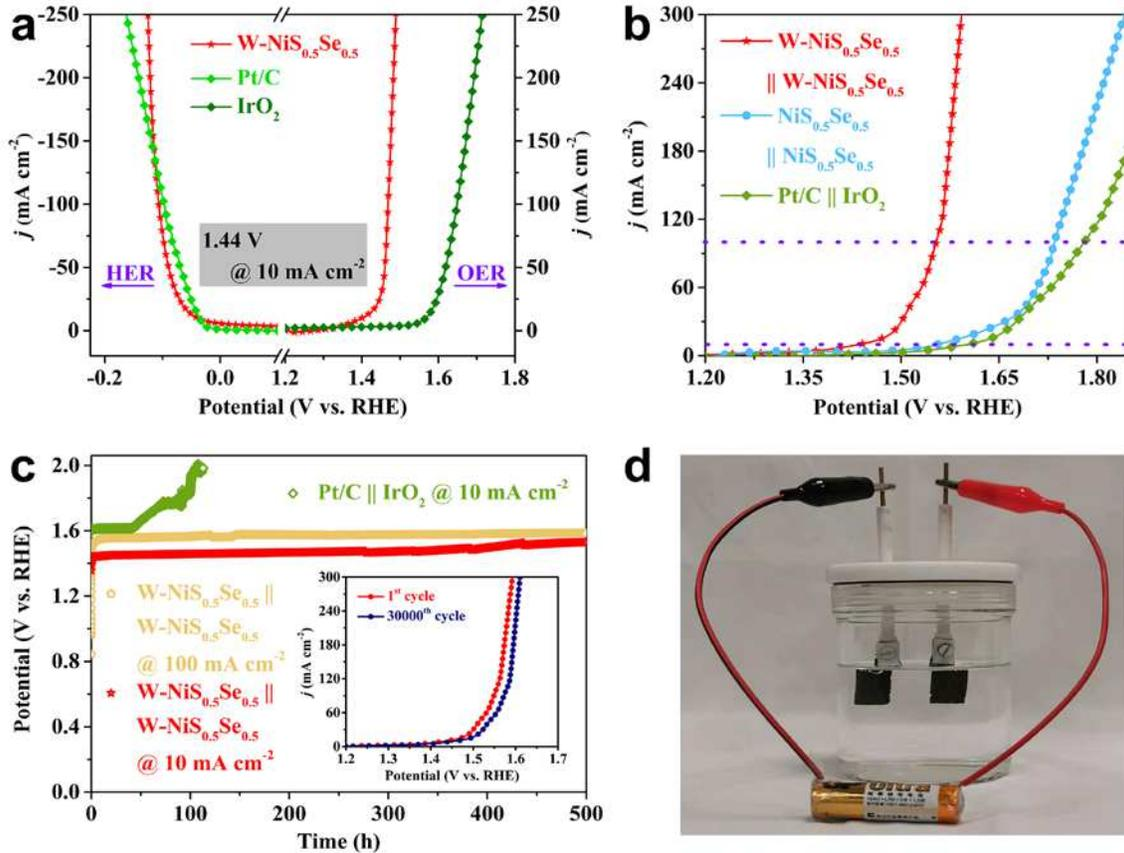 a
W-NiS0.5Se0.5
Pt/C
IrO2
1.44 V
@ 10 mA cm-2
HER
OER
j (mA cm-2)
-250
-200
-150
-100
-50
0
250
200
150
100
50
0
j (mA cm-2)
-0.2 0.0 1.2 1.4 1.6 1.8
Potential (V vs. RHE)
b
W-NiS0.5Se0.5
|| W-NiS0.5Se0.5
NiS0.5Se0.5
|| NiS0.5Se0.5
Pt/C || IrO2
j (mA cm-2)
300
240
180
120
60
0
1.20 1.35 1.50 1.65 1.80
Potential (V vs. RHE)
c
Pt/C || IrO2 @ 10 mA cm-2
W-NiS0.5Se0.5 ||
W-NiS0.5Se0.5
@ 100 mA cm-2
W-NiS0.5Se0.5 ||
W-NiS0.5Se0.5
@ 10 mA cm-2
Potential (V vs. RHE)
2.0
1.6
1.2
0.8
0.4
0.0
0 100 200 300 400 500
Time (h)
1st cycle
30000th cycle
j (mA cm-2)
300
240
180
120
60
0
1.2 1.3 1.4 1.5 1.6 1.7
Potential (V vs. RHE)
d